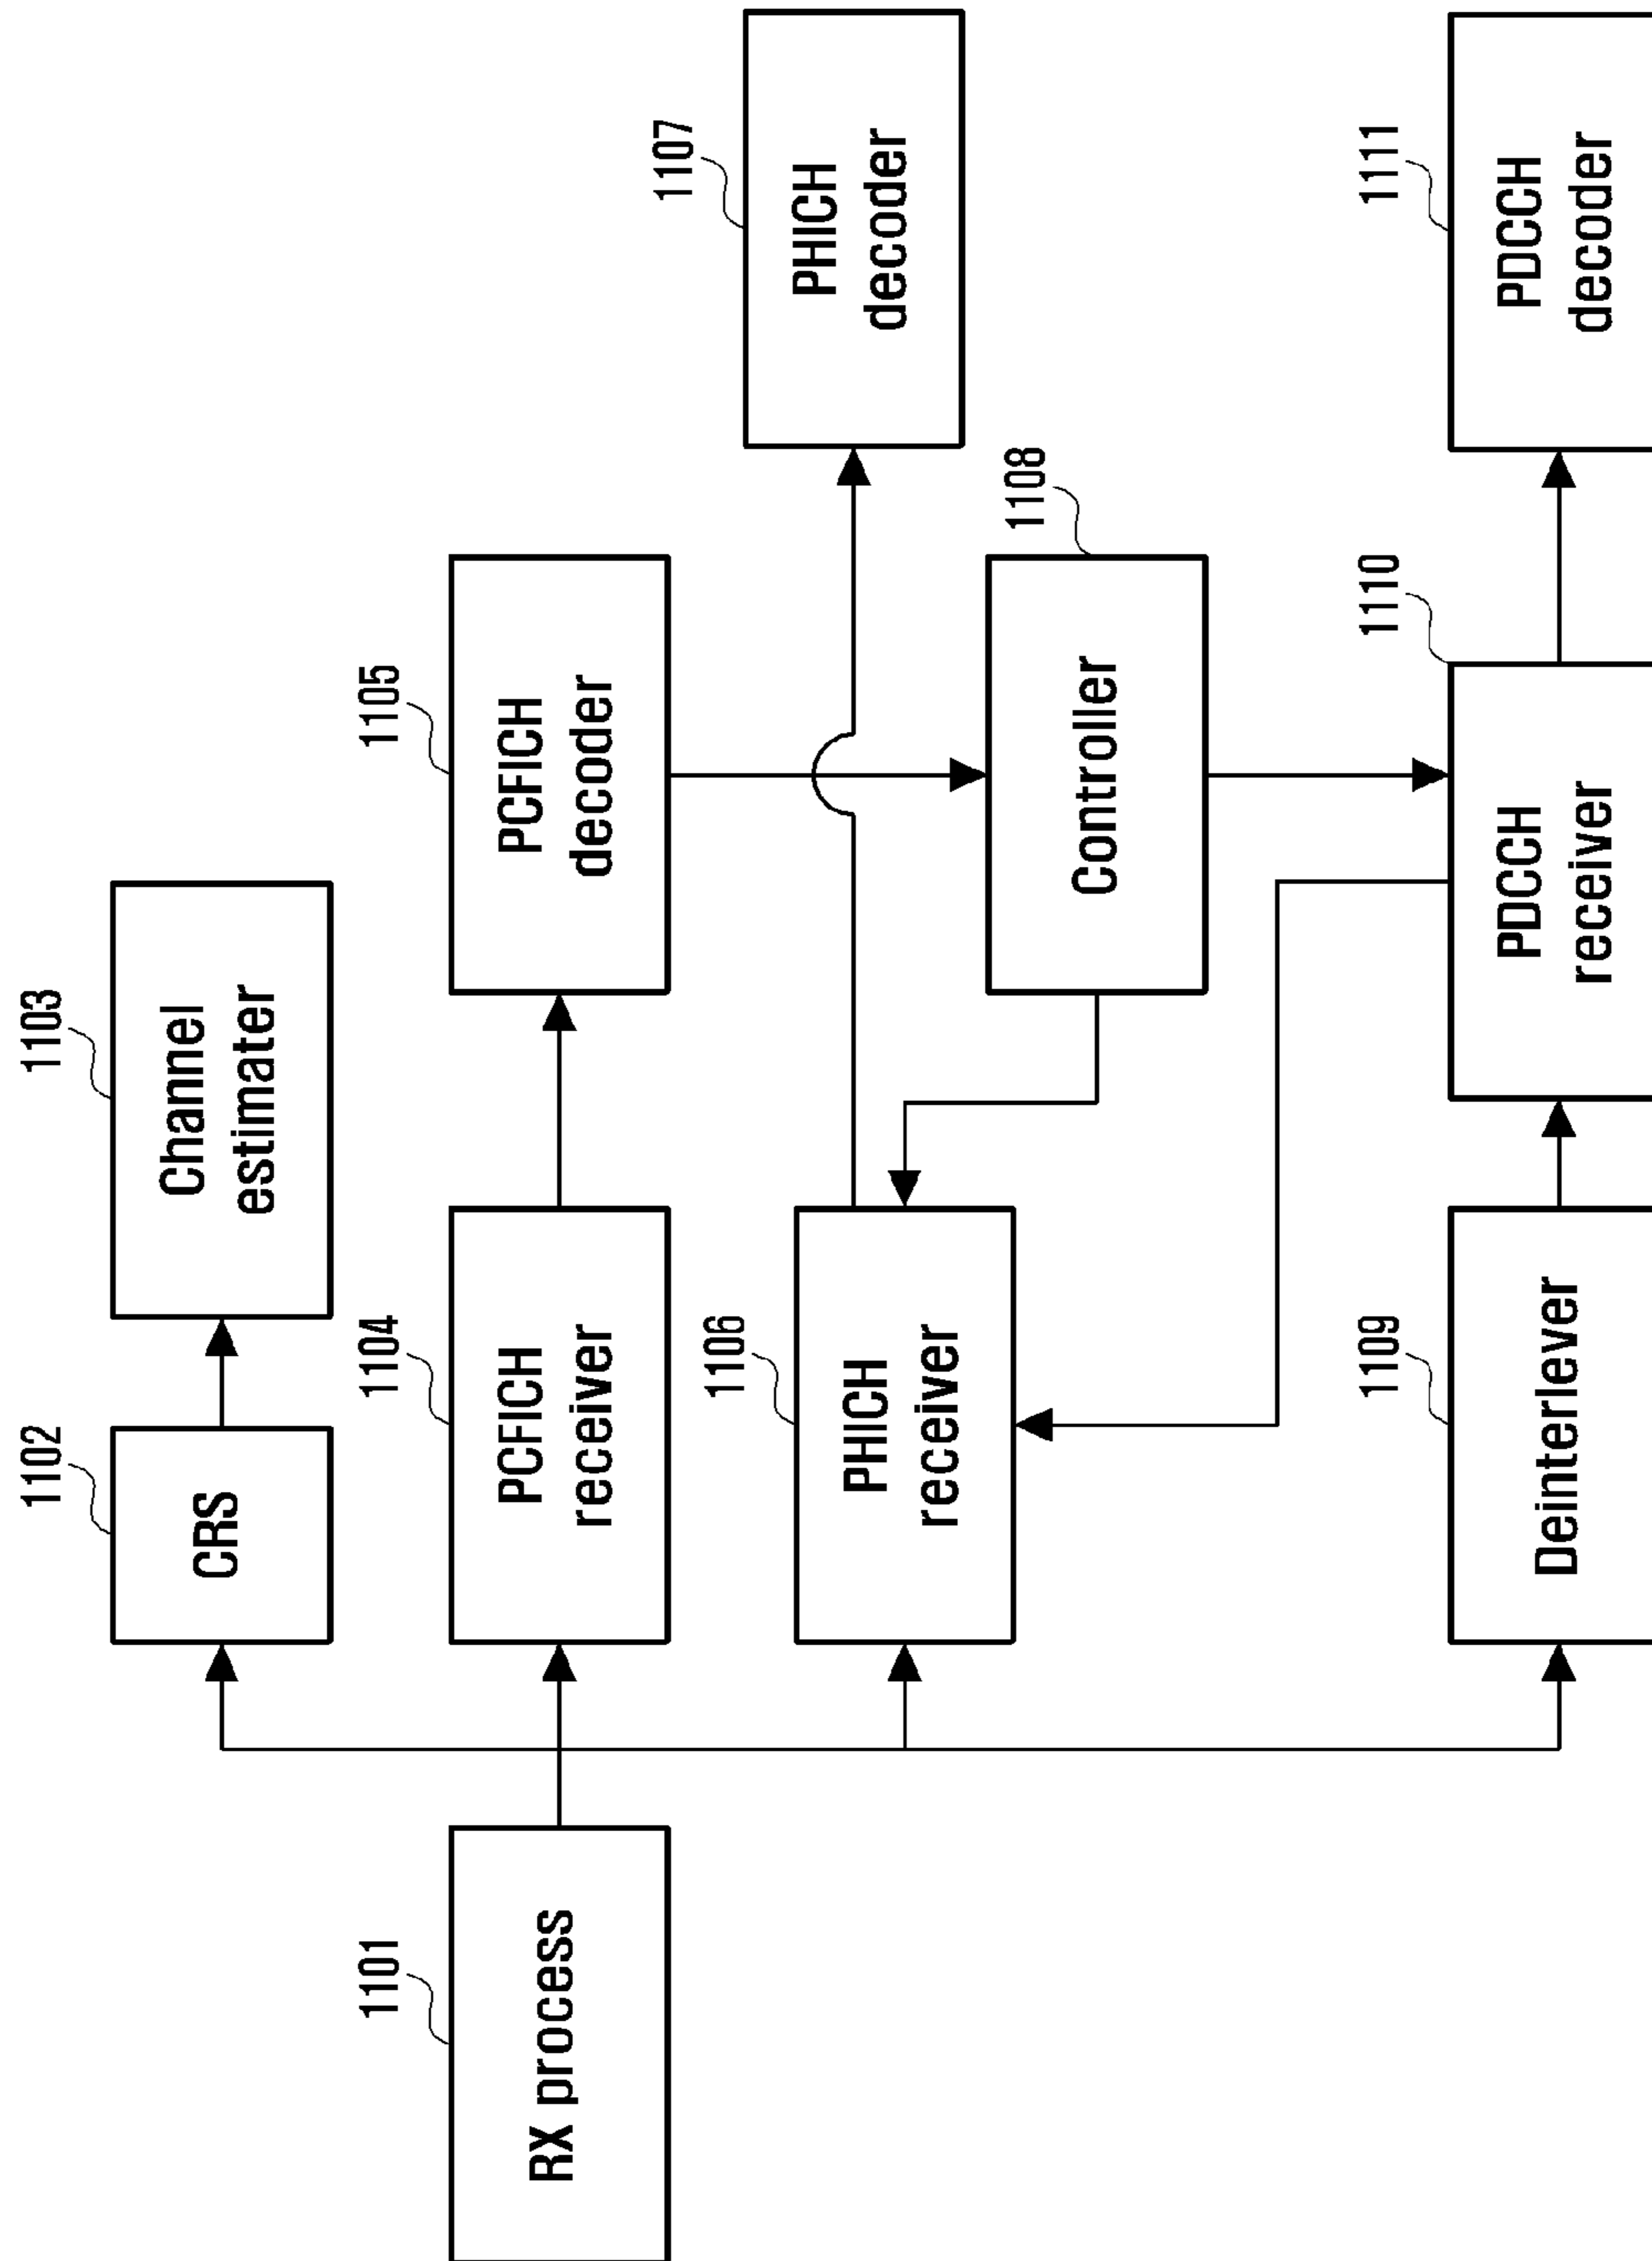 1102
CRS
1103
Channel
estimater
1101
RX process
1104
PCFICH
receiver
1105
PCFICH
decoder
1106
PHICH
receiver
1107
PHICH
decoder
1108
Controller
1109
Deinterlever
1110
PDCCH
receiver
1111
PDCCH
decoder